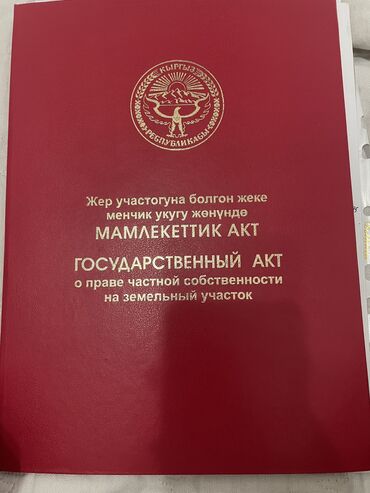 КЫРГЫЗ
РЕСПУБЛИКАСЫ
Жер участогуна болгон жеке
менчик укугу жөнүндө
МАМЛЕКЕТТИК АКТ
ГОСУДАРСТВЕННЫЙ АКТ
о праве частной собственности
на земельный участок